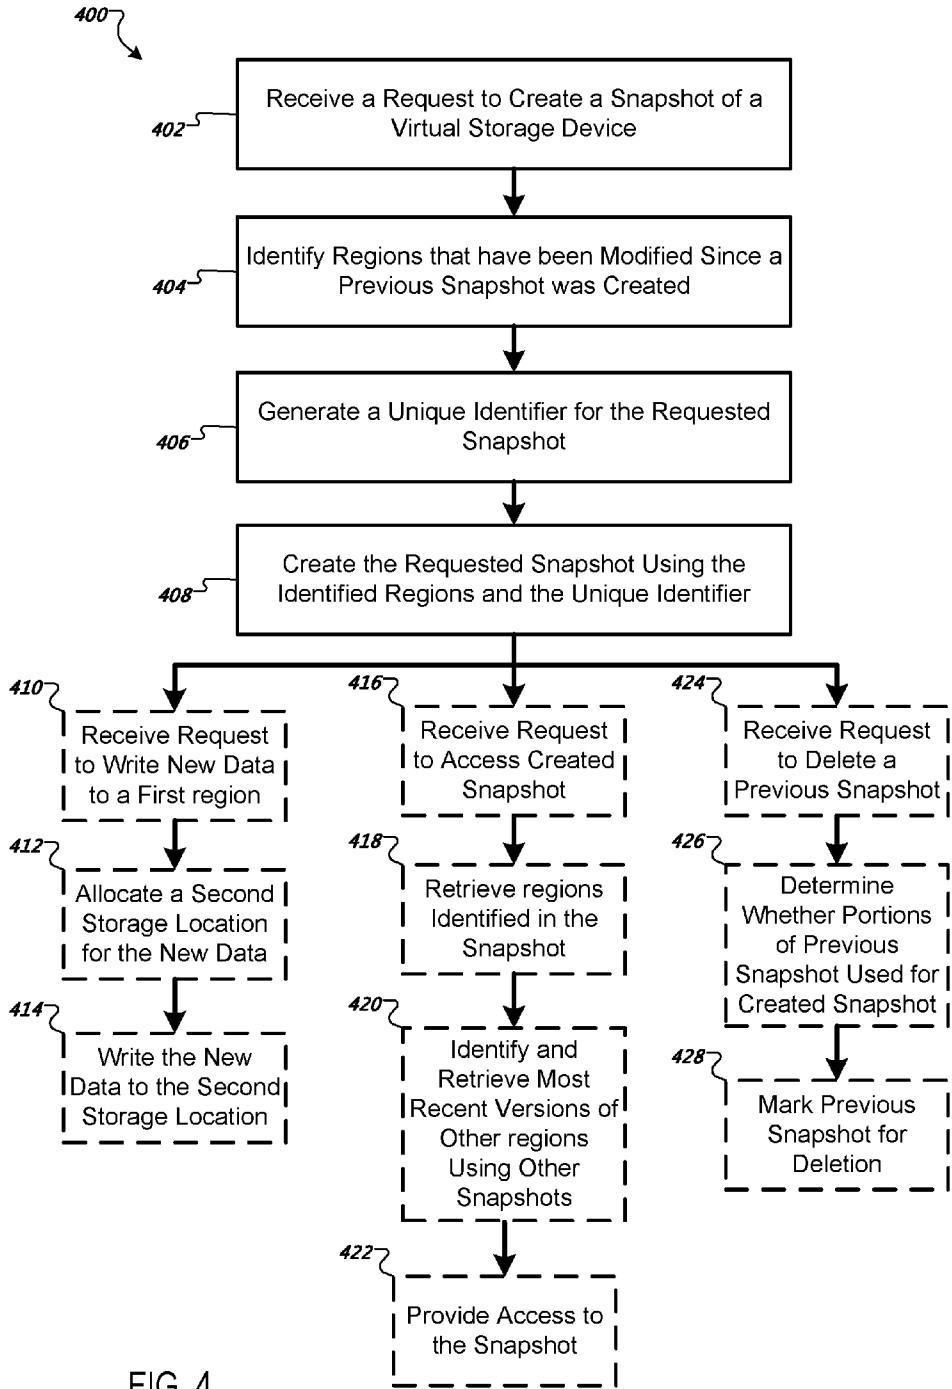 400
402
Receive a Request to Create a Snapshot of a
Virtual Storage Device
404
Identify Regions that have been Modified Since a
Previous Snapshot was Created
406
Generate a Unique Identifier for the Requested
Snapshot
408
Create the Requested Snapshot Using the
Identified Regions and the Unique Identifier
410
Receive Request
to Write New Data
to a First region
412
Allocate a Second
Storage Location
for the New Data
414
Write the New
Data to the Second
Storage Location
416
Receive Request
to Access Created
Snapshot
418
Retrieve regions
Identified in the
Snapshot
420
Identify and
Retrieve Most
Recent Versions of
Other regions
Using Other
Snapshots
422
Provide Access to
the Snapshot
424
Receive Request
to Delete a
Previous Snapshot
426
Determine
Whether Portions
of Previous
Snapshot Used for
Created Snapshot
428
Mark Previous
Snapshot for
Deletion
FIG. 4